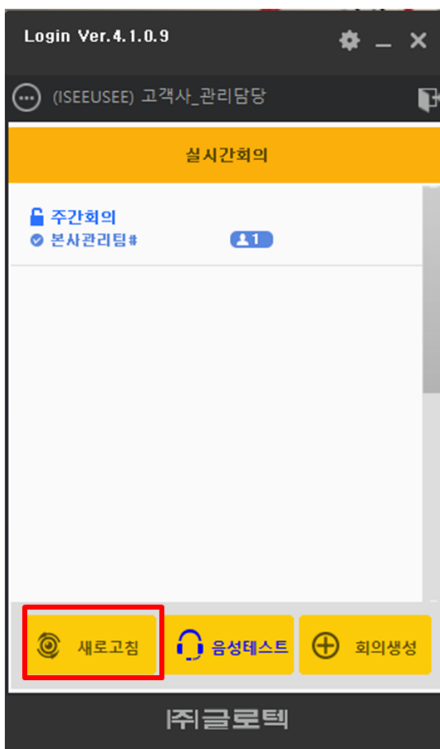 Login Ver.4.1.0.9
(ISEEUSEE) 고객사_관리담당
실시간회의
주간회의
본사관리팀#
1
새로고침
음성테스트
회의생성
|주|글로텍